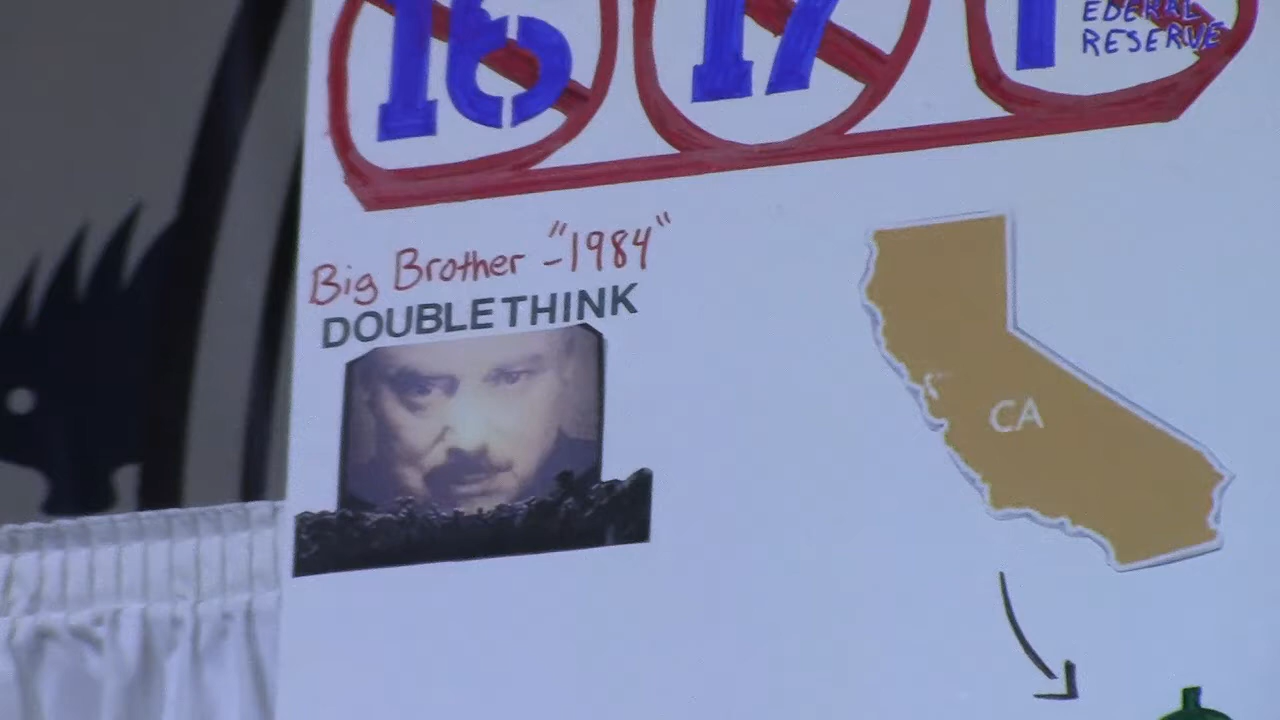 16 17
EDERAL
RESERVE
Big Brother - "1984"
DOUBLETHINK
CA